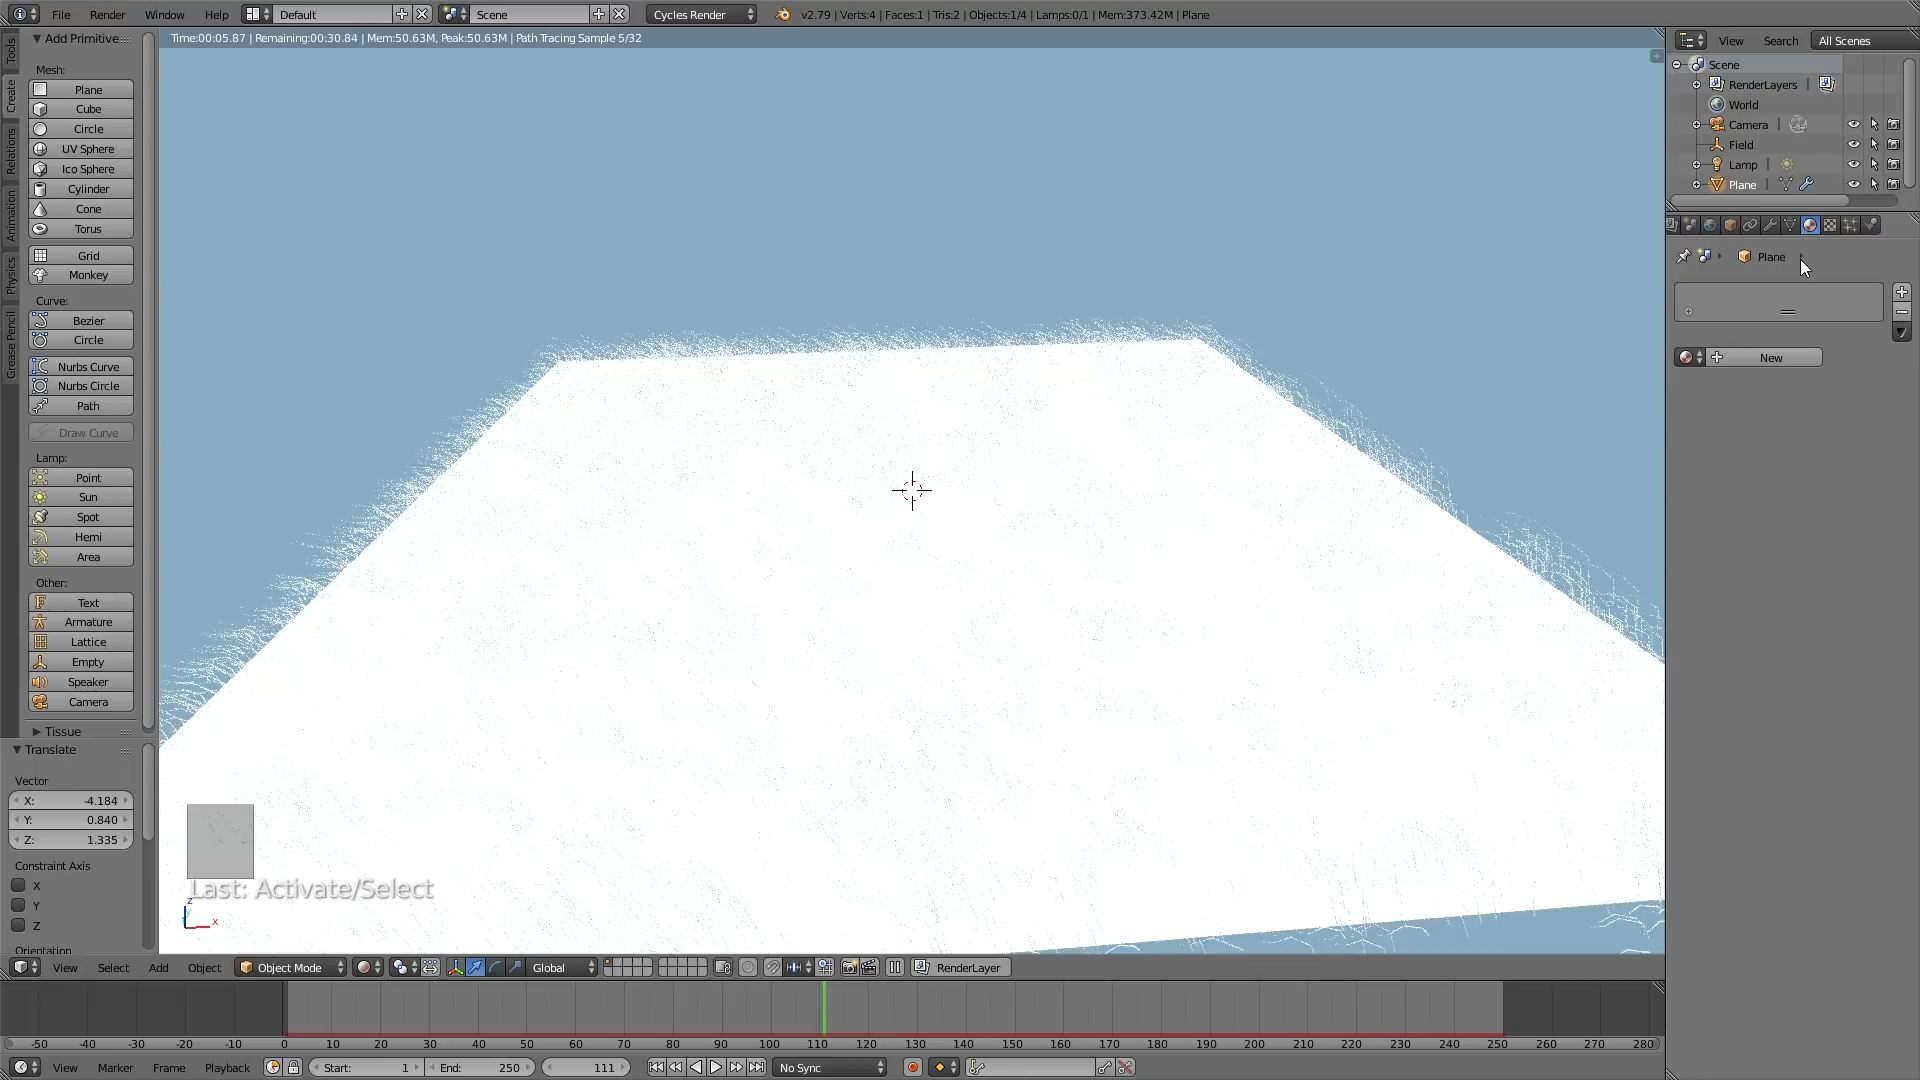 File
Render
Window
Help
Default
Scene
Cycles Render
v2.79 | Verts:4 | Faces:1 | Tris:2 | Objects:1/4 | Lamps:0/1 | Mem:373.42M | Plane
Time:00:05.87 | Remaining:00:30.84 | Mem:50.63M, Peak:50.63M | Path Tracing Sample 5/32
Tools
Create
Relations
Animation
Physics
Grease Pencil
Add Primitive
Mesh:
Plane
Cube
Circle
UV Sphere
Ico Sphere
Cylinder
Cone
Torus
Grid
Monkey
Curve:
Bezier
Circle
Nurbs Curve
Nurbs Circle
Path
Draw Curve
Lamp:
Point
Sun
Spot
Hemi
Area
Other:
Text
Armature
Lattice
Empty
Speaker
Camera
Tissue
Translate
Vector
X: -4.184
Y: 0.840
Z: 1.335
Constraint Axis
X
Y
Z
Orientation
Last: Activate/Select
z
y
x
View
Search
All Scenes
Scene
RenderLayers
World
Camera
Field
Lamp
Plane
Plane
New
View
Select
Add
Object
Object Mode
Global
RenderLayer
-50 -40 -30 -20 -10 0 10 20 30 40 50 60 70 80 90 100 110 120 130 140 150 160 170 180 190 200 210 220 230 240 250 260 270 280
View
Marker
Frame
Playback
Start: 1
End: 250
111
No Sync